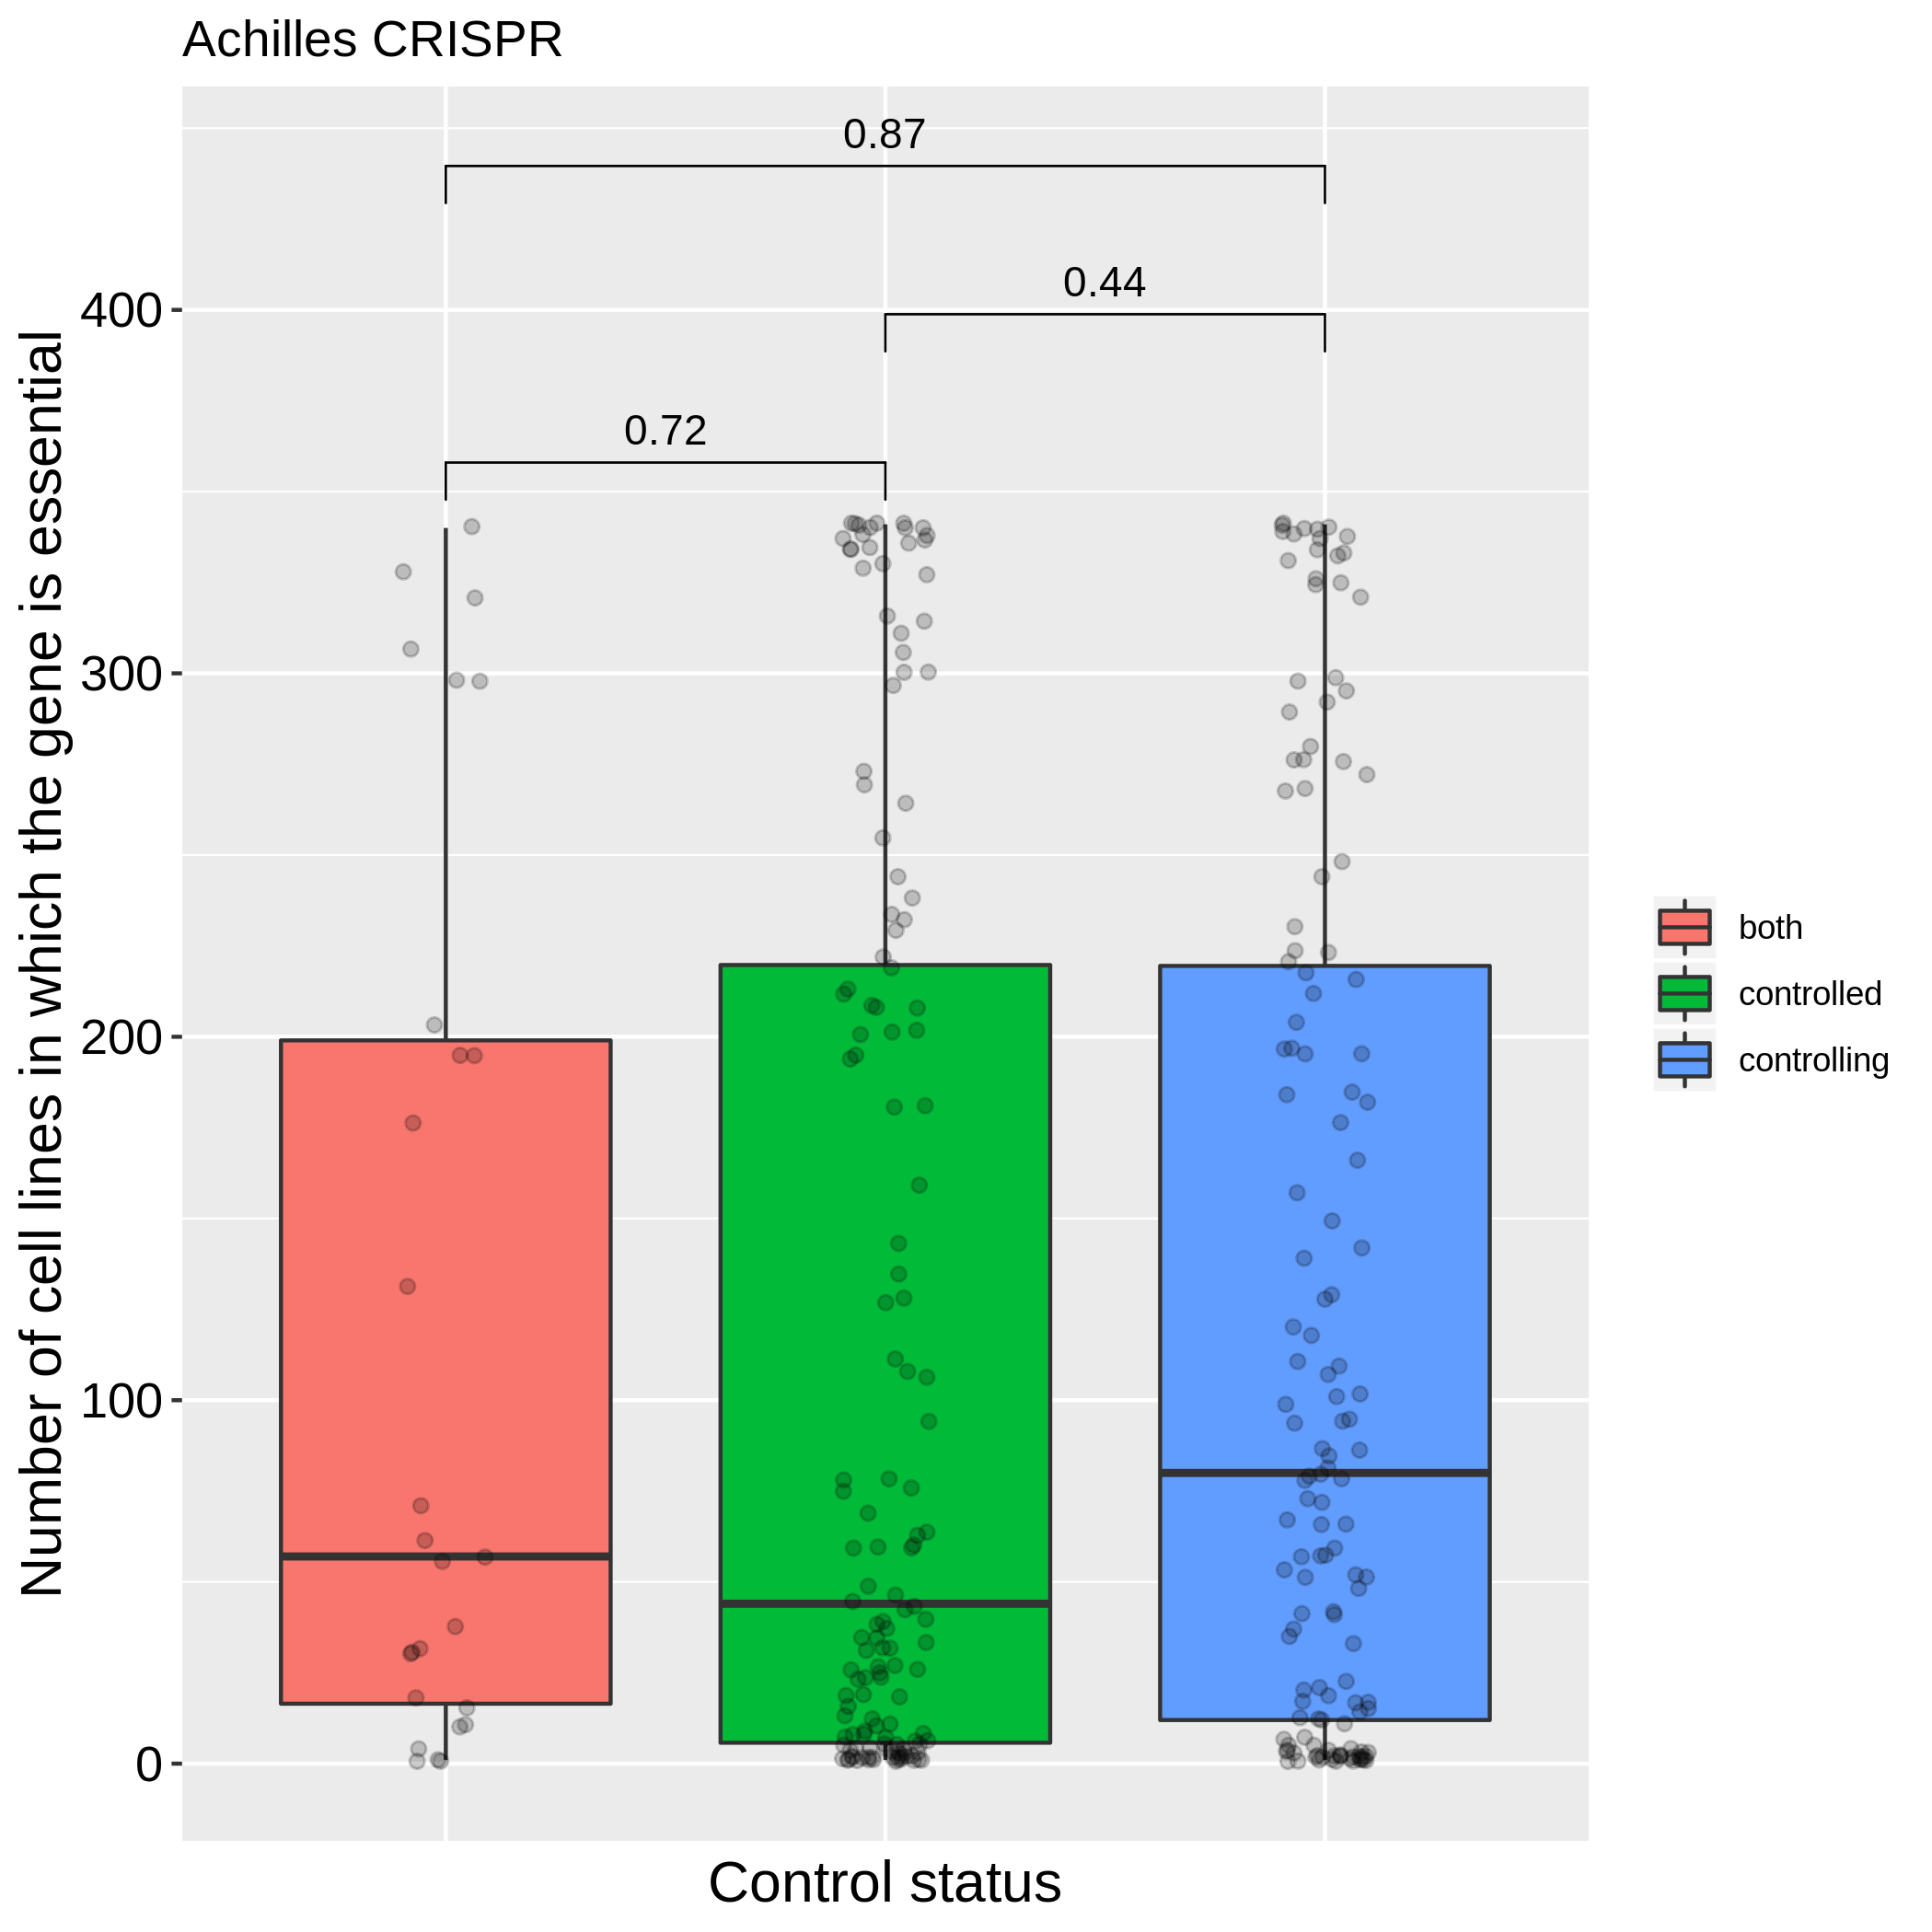 Achilles CRISPR
0.87
0.44
0.72
400
300
200
100
0
Number of cell lines in which the gene is essential
Control status
both
controlled
controlling